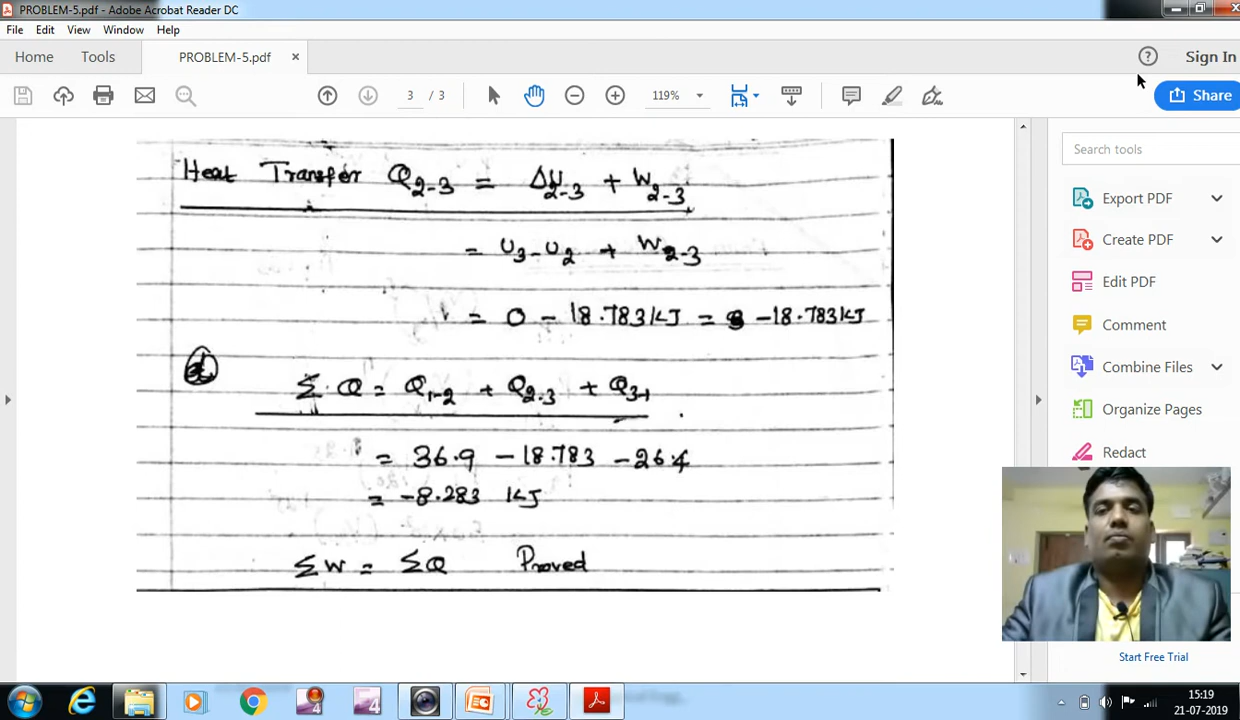 PROBLEM-5.pdf - Adobe Acrobat Reader DC
File Edit View Window Help
Home Tools PROBLEM-5.pdf × ? Sign In
3 / 3 119% Share
Heat Transfer Q2-3 = ΔU2-3 + W2-3
= U3 - U2 + W2-3
= 0 - 18.783 KJ = -18.783 KJ
d
Σ Q = Q1-2 + Q2-3 + Q3-1
= 36.9 - 18.783 - 26.4
= -8.283 KJ
ΣW = ΣQ Proved
Search tools
Export PDF
Create PDF
Edit PDF
Comment
Combine Files
Organize Pages
Redact
Start Free Trial
15:19
21-07-2019